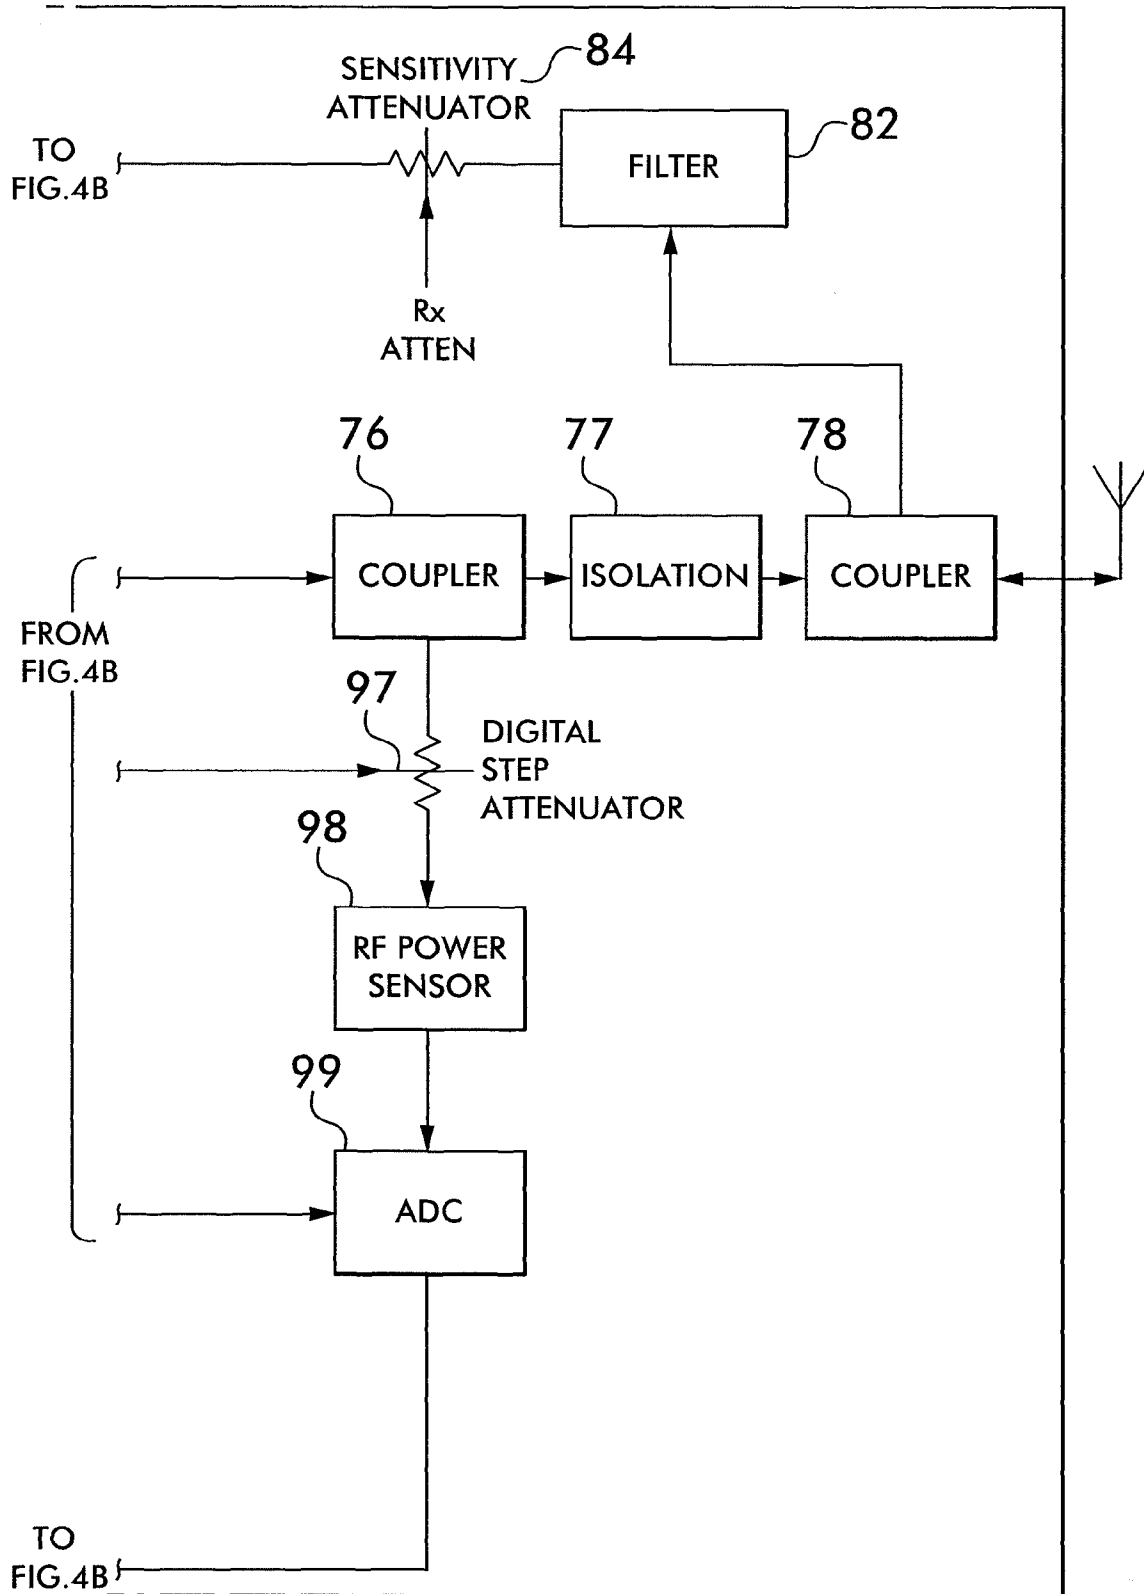 84
SENSITIVITY
ATTENUATOR
82
TO
FIG.4B
FILTER
Rx
ATTEN
76
77
78
COUPLER
ISOLATION
COUPLER
FROM
FIG.4B
97
DIGITAL
STEP
ATTENUATOR
98
RF POWER
SENSOR
99
ADC
TO
FIG.4B